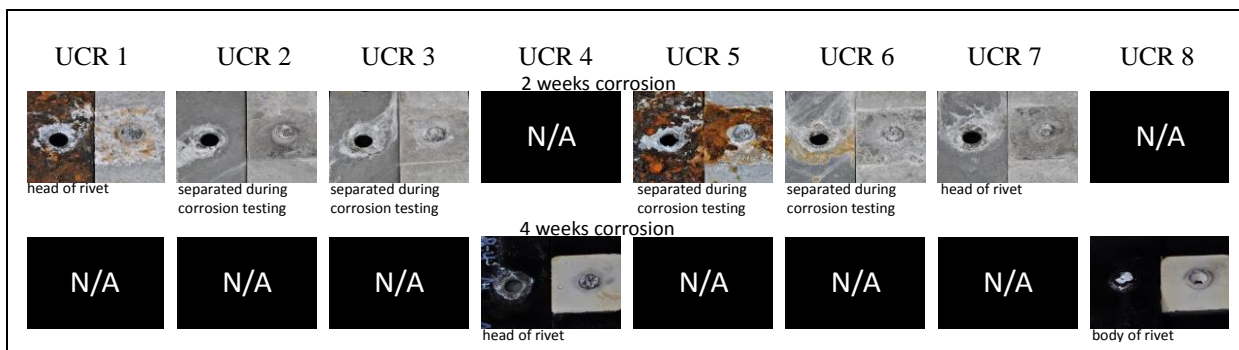 UCR 1 UCR 2 UCR 3 UCR 4 UCR 5 UCR 6 UCR 7 UCR 8
2 weeks corrosion
N/A N/A
head of rivet separated during separated during separated during separated during head of rivet
corrosion testing corrosion testing corrosion testing corrosion testing
4 weeks corrosion
N/A N/A N/A N/A N/A N/A
head of rivet body of rivet